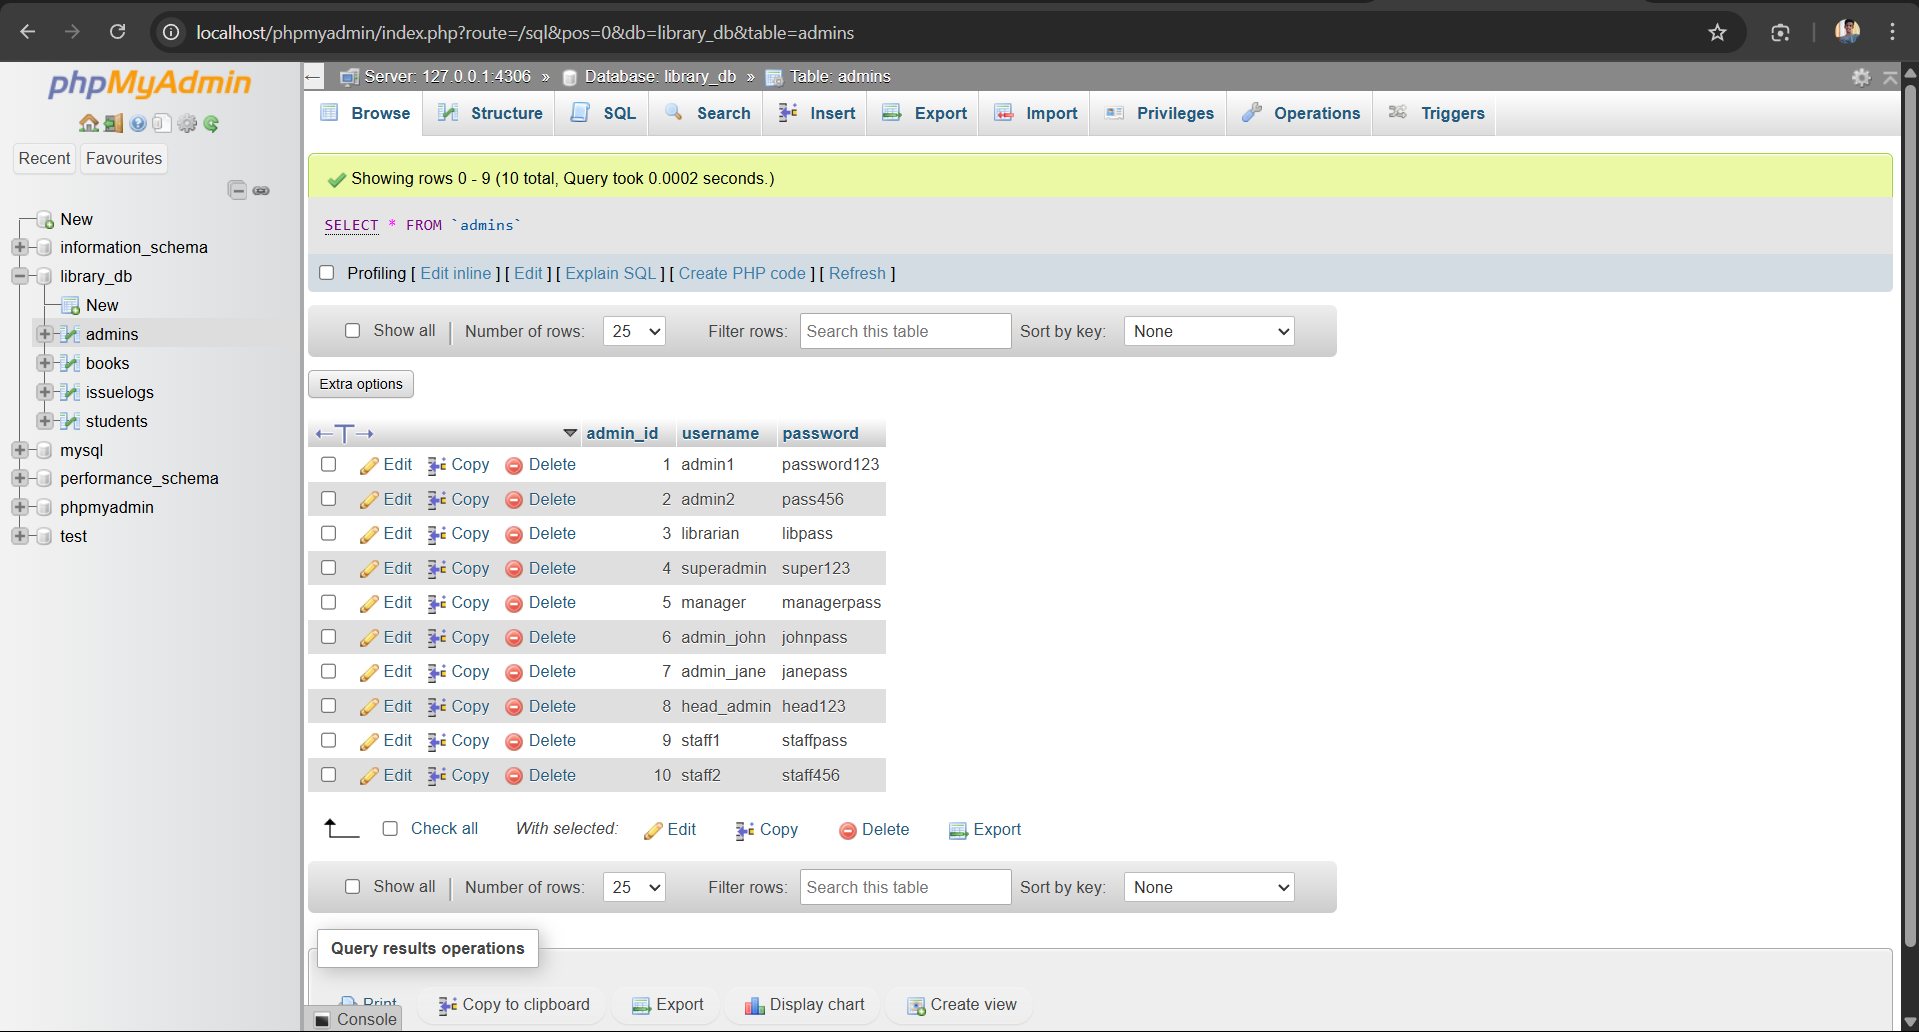 localhost/phpmyadmin/index.php?route=/sql&pos=0&db=library_db&table=admins
phpMyAdmin
Recent Favourites
New
information_schema
library_db
New
admins
books
issuelogs
students
mysql
performance_schema
phpmyadmin
test
Server: 127.0.0.1:4306 » Database: library_db » Table: admins
Browse Structure SQL Search Insert Export Import Privileges Operations Triggers
Showing rows 0 - 9 (10 total, Query took 0.0002 seconds.)
SELECT * FROM `admins`
Profiling [ Edit inline ] [ Edit ] [ Explain SQL ] [ Create PHP code ] [ Refresh ]
Show all Number of rows: 25 Filter rows: Search this table Sort by key: None
Extra options
←T→ admin_id username password
Edit Copy Delete 1 admin1 password123
Edit Copy Delete 2 admin2 pass456
Edit Copy Delete 3 librarian libpass
Edit Copy Delete 4 superadmin super123
Edit Copy Delete 5 manager managerpass
Edit Copy Delete 6 admin_john johnpass
Edit Copy Delete 7 admin_jane janepass
Edit Copy Delete 8 head_admin head123
Edit Copy Delete 9 staff1 staffpass
Edit Copy Delete 10 staff2 staff456
Check all With selected: Edit Copy Delete Export
Show all Number of rows: 25 Filter rows: Search this table Sort by key: None
Query results operations
Print Copy to clipboard Export Display chart Create view
Console